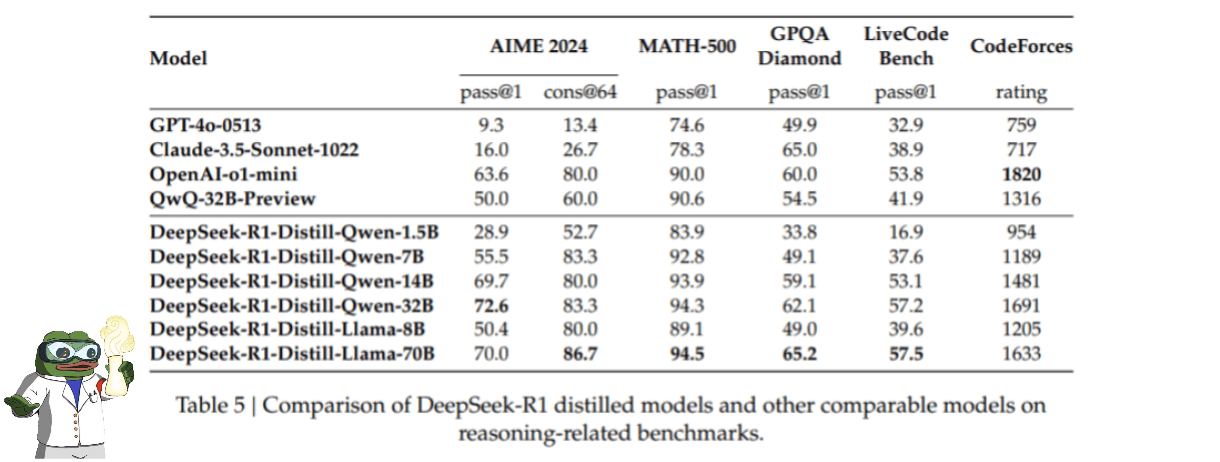 Model AIME 2024 MATH-500 GPQA Diamond LiveCode Bench CodeForces
pass@1 cons@64 pass@1 pass@1 pass@1 rating
GPT-4o-0513 9.3 13.4 74.6 49.9 32.9 759
Claude-3.5-Sonnet-1022 16.0 26.7 78.3 65.0 38.9 717
OpenAI-o1-mini 63.6 80.0 90.0 60.0 53.8 1820
QwQ-32B-Preview 50.0 60.0 90.6 54.5 41.9 1316
DeepSeek-R1-Distill-Qwen-1.5B 28.9 52.7 83.9 33.8 16.9 954
DeepSeek-R1-Distill-Qwen-7B 55.5 83.3 92.8 49.1 37.6 1189
DeepSeek-R1-Distill-Qwen-14B 69.7 80.0 93.9 59.1 53.1 1481
DeepSeek-R1-Distill-Qwen-32B 72.6 83.3 94.3 62.1 57.2 1691
DeepSeek-R1-Distill-Llama-8B 50.4 80.0 89.1 49.0 39.6 1205
DeepSeek-R1-Distill-Llama-70B 70.0 86.7 94.5 65.2 57.5 1633
Table 5 | Comparison of DeepSeek-R1 distilled models and other comparable models on
reasoning-related benchmarks.